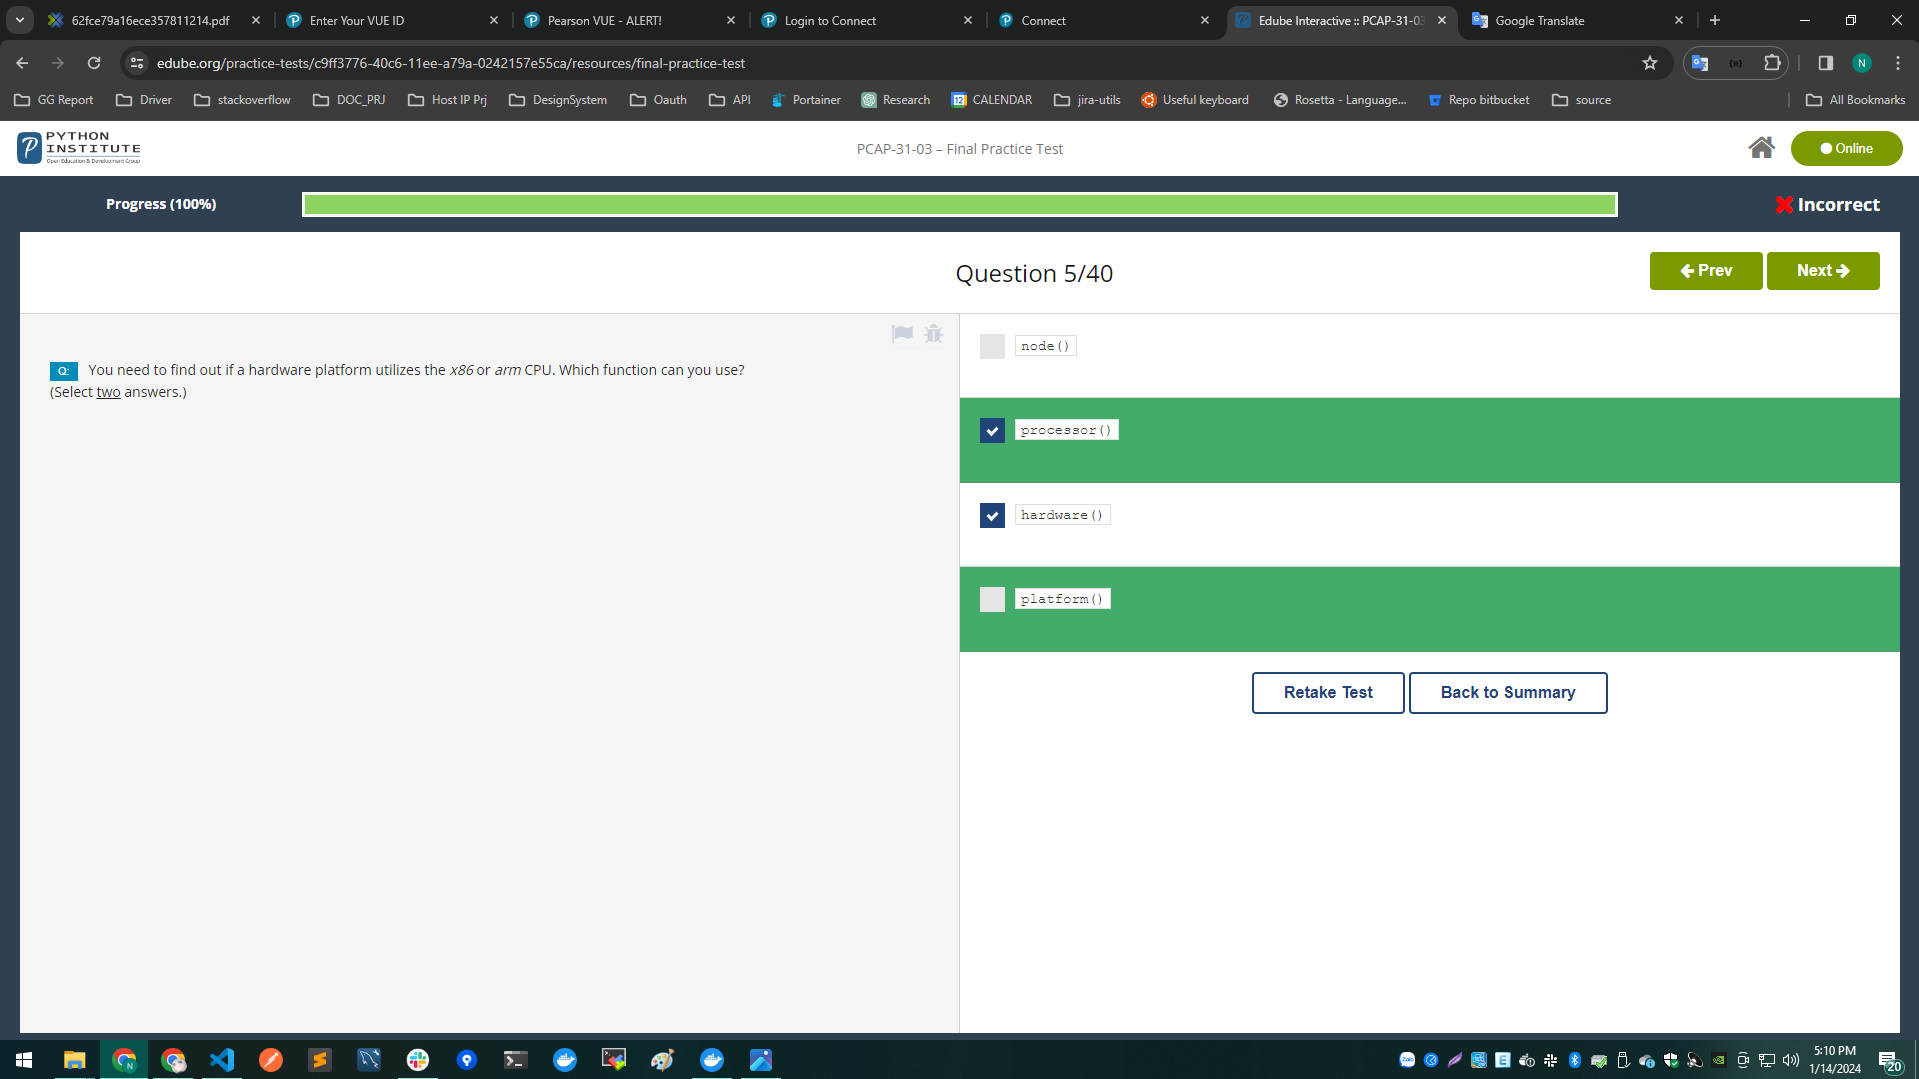 62fce79a16ece357811214.pdf
Enter Your VUE ID
Pearson VUE - ALERT!
Login to Connect
Connect
Edube Interactive :: PCAP-31-03
Google Translate
edube.org/practice-tests/c9ff3776-40c6-11ee-a79a-0242157e55ca/resources/final-practice-test
N
GG Report
Driver
stackoverflow
DOC_PRJ
Host IP Prj
DesignSystem
Oauth
API
Portainer
Research
CALENDAR
jira-utils
Useful keyboard
Rosetta - Language...
Repo bitbucket
source
All Bookmarks
PYTHON
INSTITUTE
Open Education & Development Group
PCAP-31-03 – Final Practice Test
Online
Progress (100%)
Incorrect
Question 5/40
Prev
Next
Q: You need to find out if a hardware platform utilizes the x86 or arm CPU. Which function can you use?
(Select two answers.)
node()
processor()
hardware()
platform()
Retake Test
Back to Summary
5:10 PM
1/14/2024
20